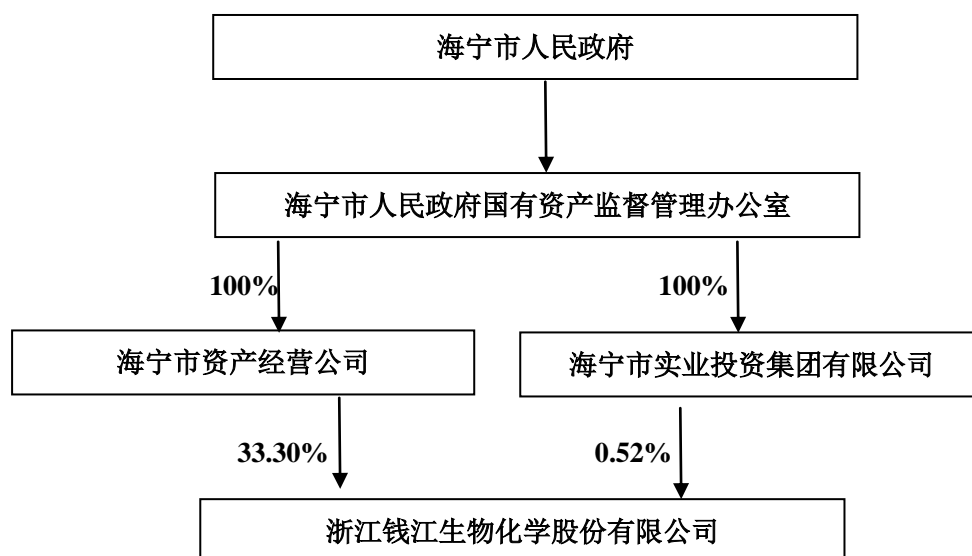 海宁市人民政府
海宁市人民政府国有资产监督管理办公室
100%
100%
海宁市资产经营公司
海宁市实业投资集团有限公司
33.30%
0.52%
浙江钱江生物化学股份有限公司